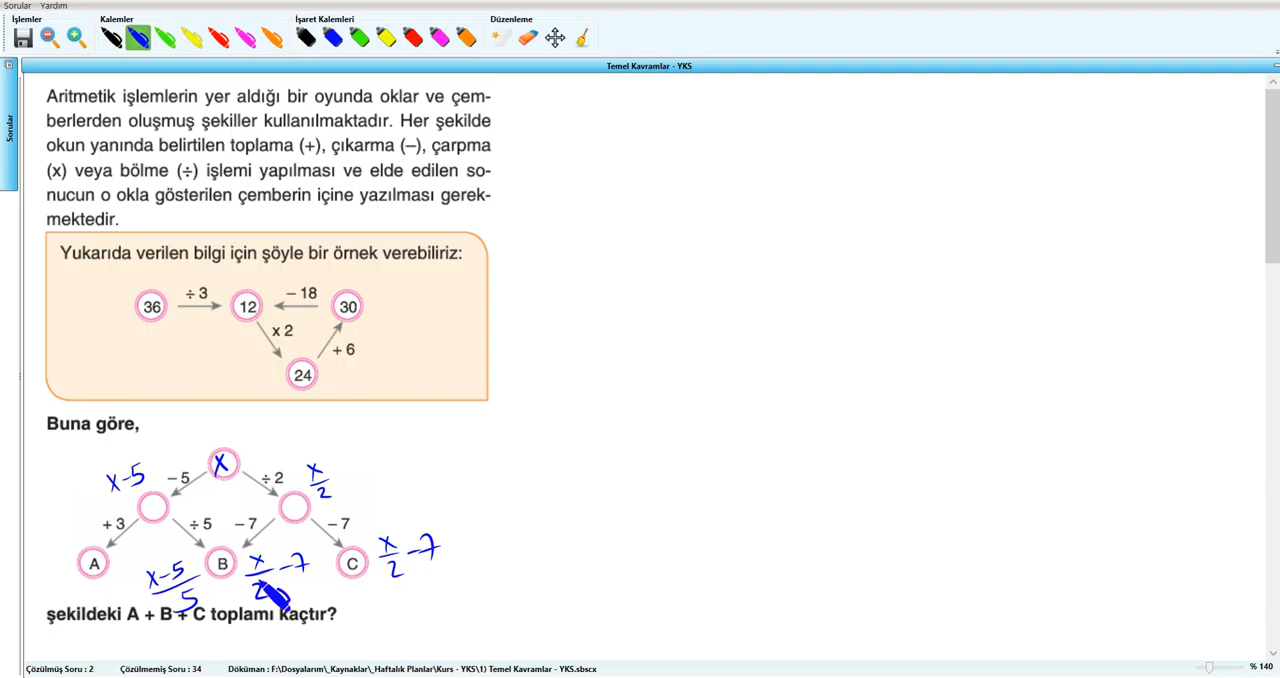 Sorular Yardım
İşlemler Kalemler İşaret Kalemleri Düzenleme
Temel Kavramlar - YKS
Sorular
Aritmetik işlemlerin yer aldığı bir oyunda oklar ve çem-
berlerden oluşmuş şekiller kullanılmaktadır. Her şekilde
okun yanında belirtilen toplama (+), çıkarma (–), çarpma
(x) veya bölme (÷) işlemi yapılması ve elde edilen so-
nucun o okla gösterilen çemberin içine yazılması gerek-
mektedir.
Yukarıda verilen bilgi için şöyle bir örnek verebiliriz:
÷ 3 – 18
36 12 30
x 2
+ 6
24
Buna göre,
x
x-5 – 5 ÷ 2 x/2
+ 3 ÷ 5 – 7 – 7
A B C
x-5/5 x/2-7 x/2-7
şekildeki A + B + C toplamı kaçtır?
Çözülmüş Soru : 2 Çözülmemiş Soru : 34 Döküman : F:\Dosyalarım\_Kaynaklar\_Haftalık Planlar\Kurs - YKS\1) Temel Kavramlar - YKS.sbscx % 140